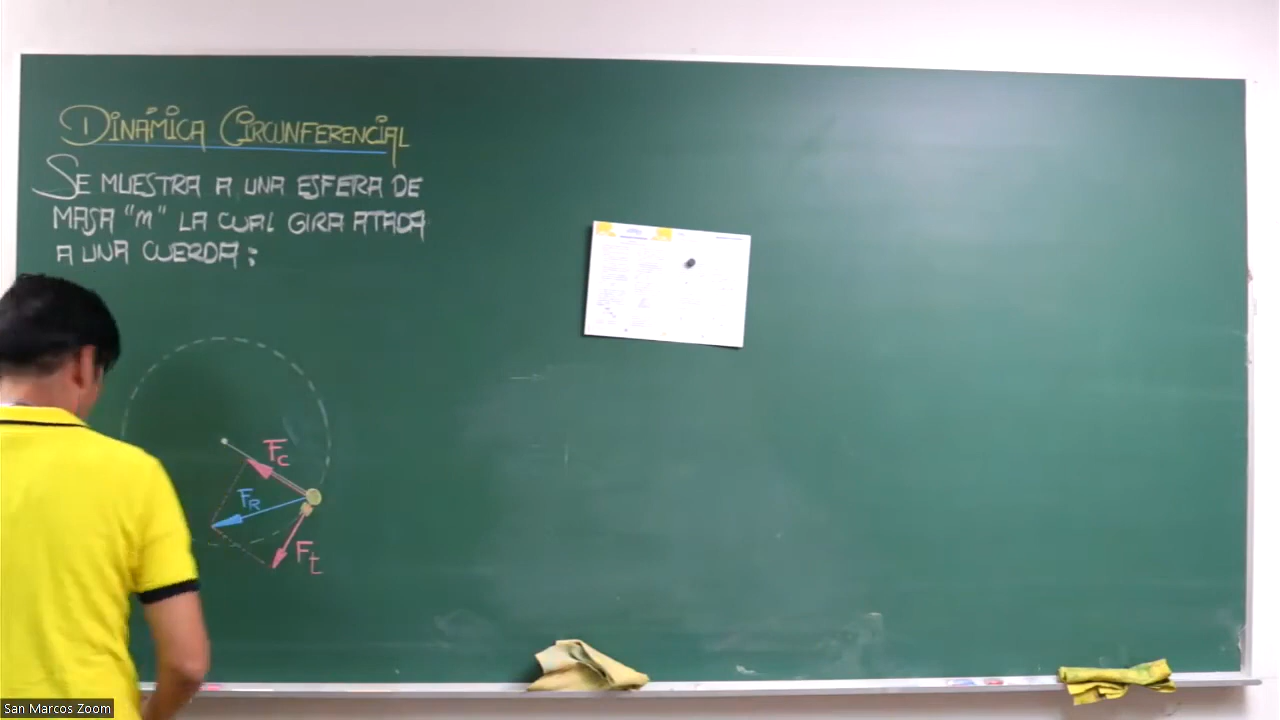 DINÁMICA CIRCUNFERENCIAL
SE MUESTRA A UNA ESFERA DE
MASA "m" LA CUAL GIRA ATADA
A UNA CUERDA:
Fc
FR
Ft
San Marcos Zoom